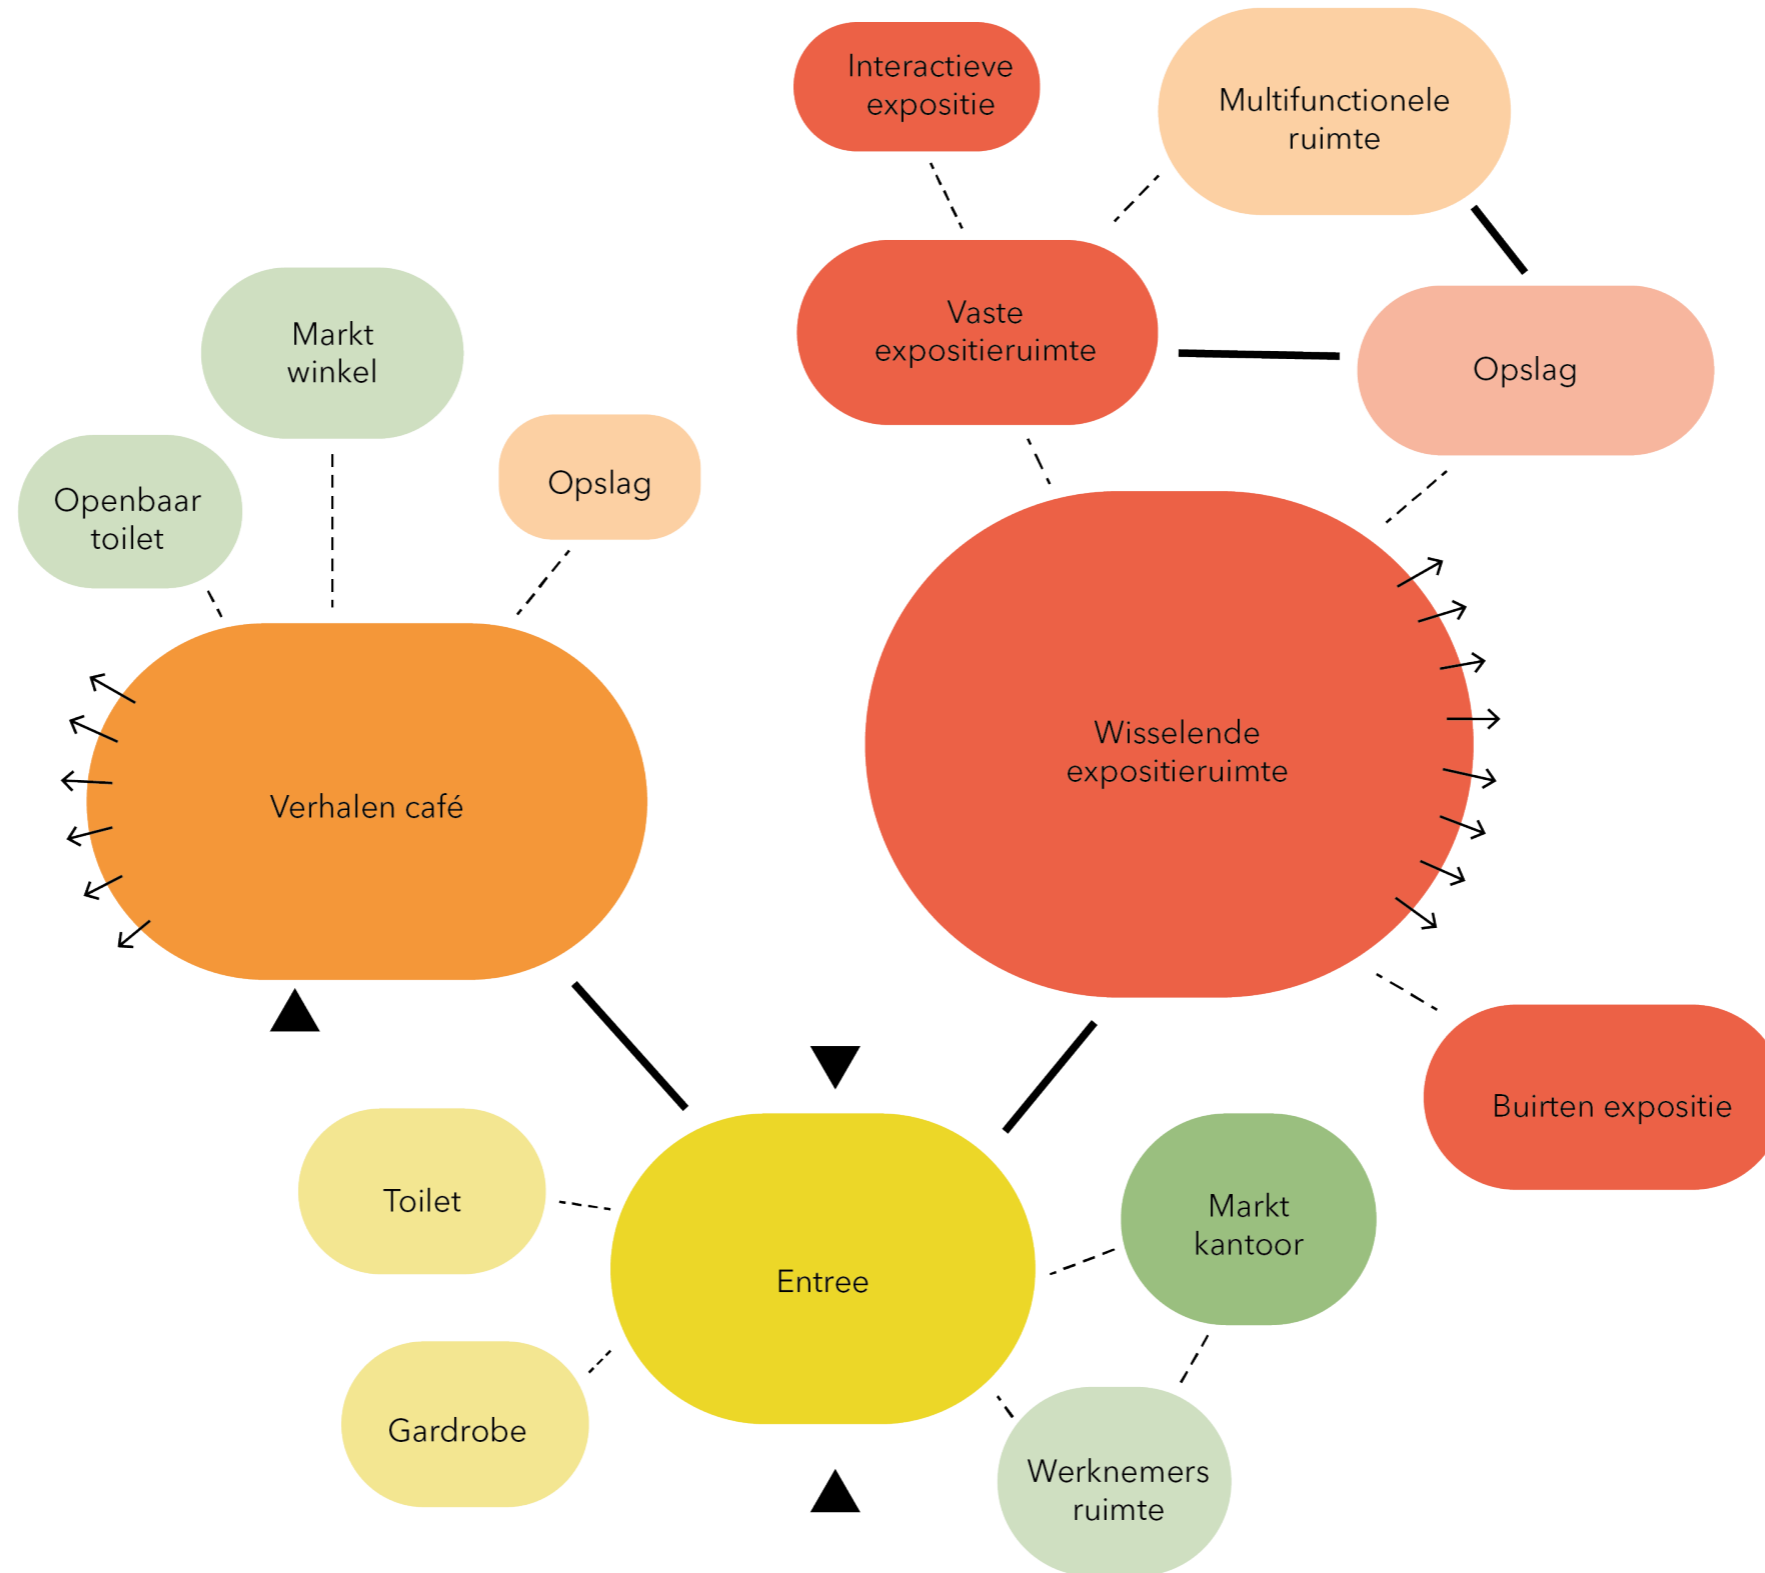 Interactieve
expositie
Multifunctionele
ruimte
Vaste
expositieruimte
Opslag
Markt
winkel
Opslag
Openbaar
toilet
Wisselende
expositieruimte
Verhalen café
Buirten expositie
Toilet
Markt
kantoor
Entree
Gardrobe
Werknemers
ruimte